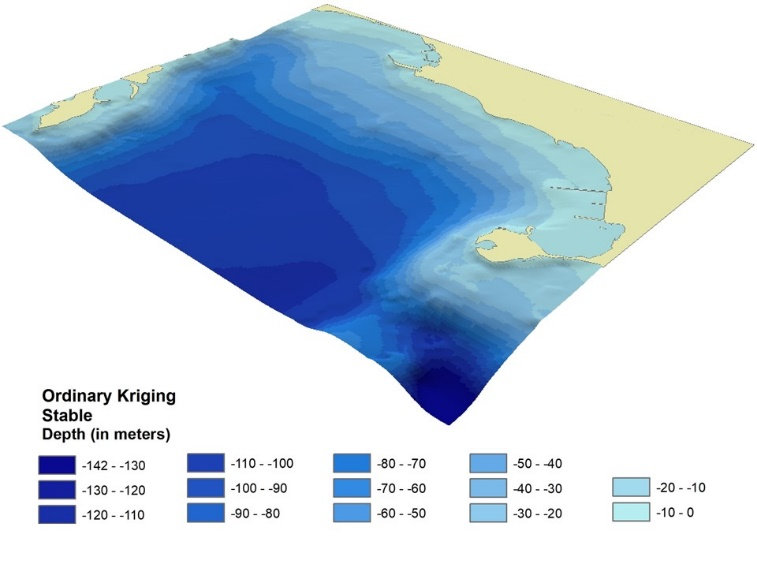 Ordinary Kriging
Stable
Depth (in meters)
-142 - -130
-130 - -120
-120 - -110
-110 - -100
-100 - -90
-90 - -80
-80 - -70
-70 - -60
-60 - -50
-50 - -40
-40 - -30
-30 - -20
-20 - -10
-10 - 0